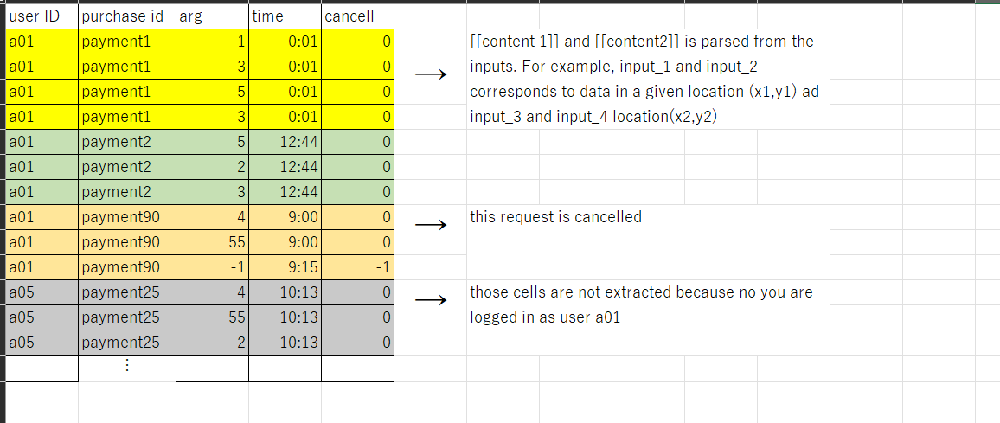 user ID purchase id arg time cancell
a01 payment1 1 0:01 0
a01 payment1 3 0:01 0
a01 payment1 5 0:01 0
a01 payment1 3 0:01 0
a01 payment2 5 12:44 0
a01 payment2 2 12:44 0
a01 payment2 3 12:44 0
a01 payment90 4 9:00 0
a01 payment90 55 9:00 0
a01 payment90 -1 9:15 -1
a05 payment25 4 10:13 0
a05 payment25 55 10:13 0
a05 payment25 2 10:13 0
⋮
→
[[content 1]] and [[content2]] is parsed from the
inputs. For example, input_1 and input_2
corresponds to data in a given location (x1,y1) ad
input_3 and input_4 location(x2,y2)
→
this request is cancelled
→
those cells are not extracted because no you are
logged in as user a01